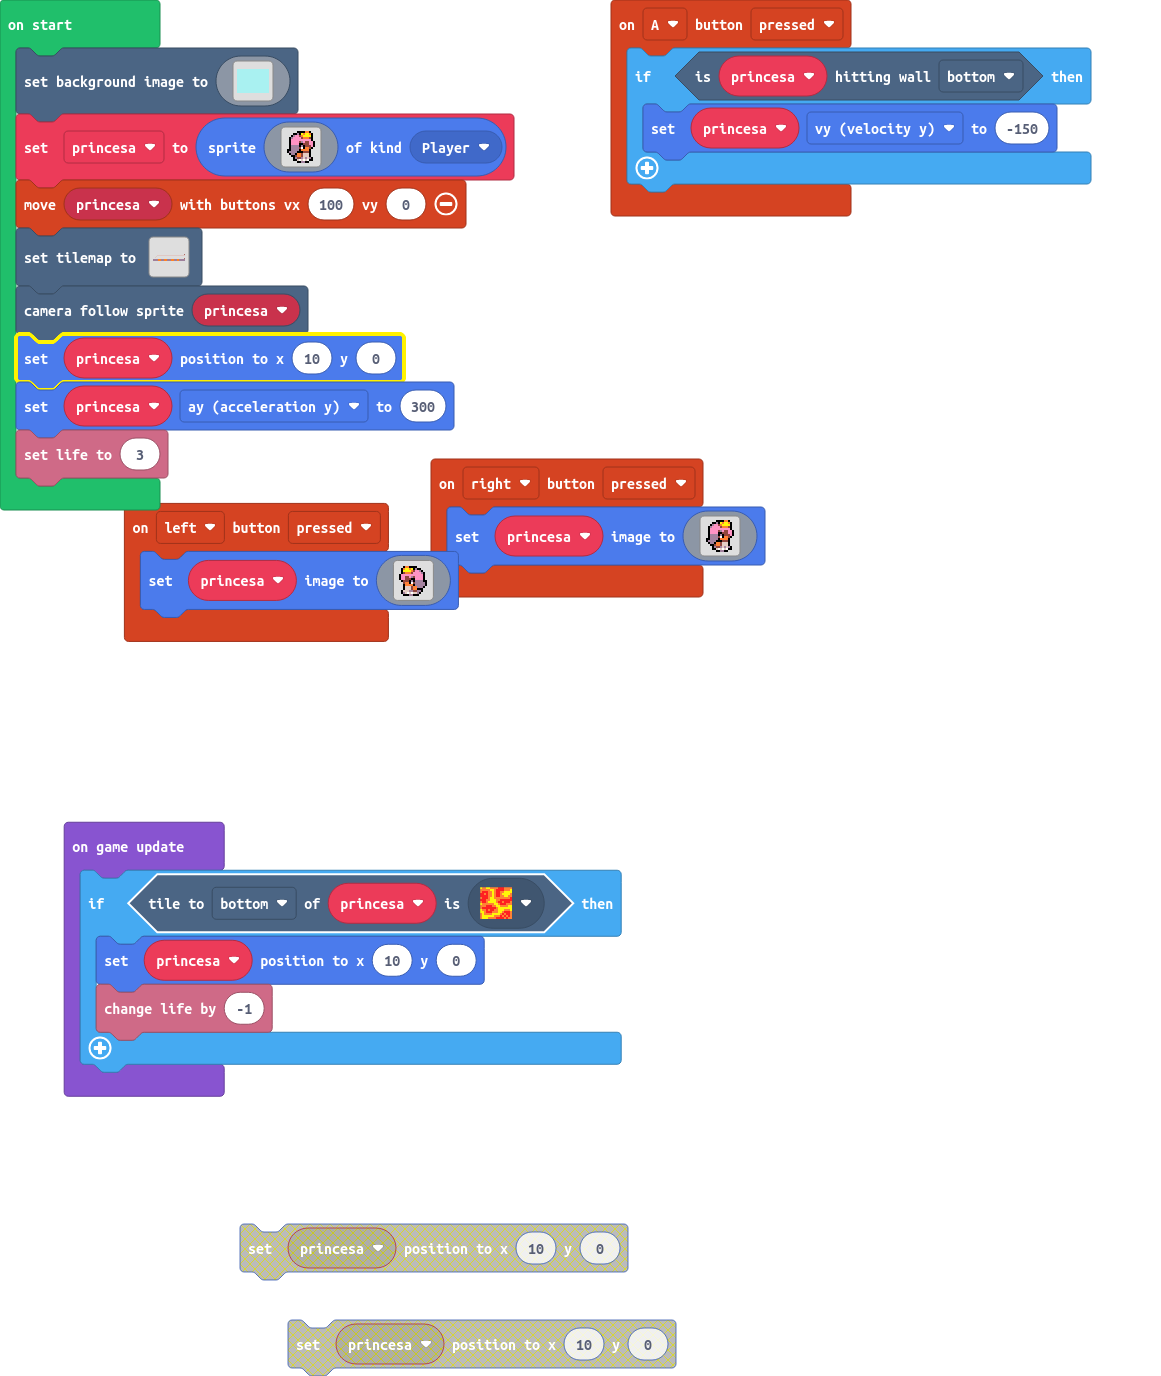 on start
set background image to
set princesa to sprite of kind Player
move princesa with buttons vx 100 vy 0
set tilemap to
camera follow sprite princesa
set princesa position to x 10 y 0
set princesa ay (acceleration y) to 300
set life to 3
on A button pressed
if is princesa hitting wall bottom then
set princesa vy (velocity y) to -150
on left button pressed
set princesa image to
on right button pressed
set princesa image to
on game update
if tile to bottom of princesa is then
set princesa position to x 10 y 0
change life by -1
set princesa position to x 10 y 0
set princesa position to x 10 y 0